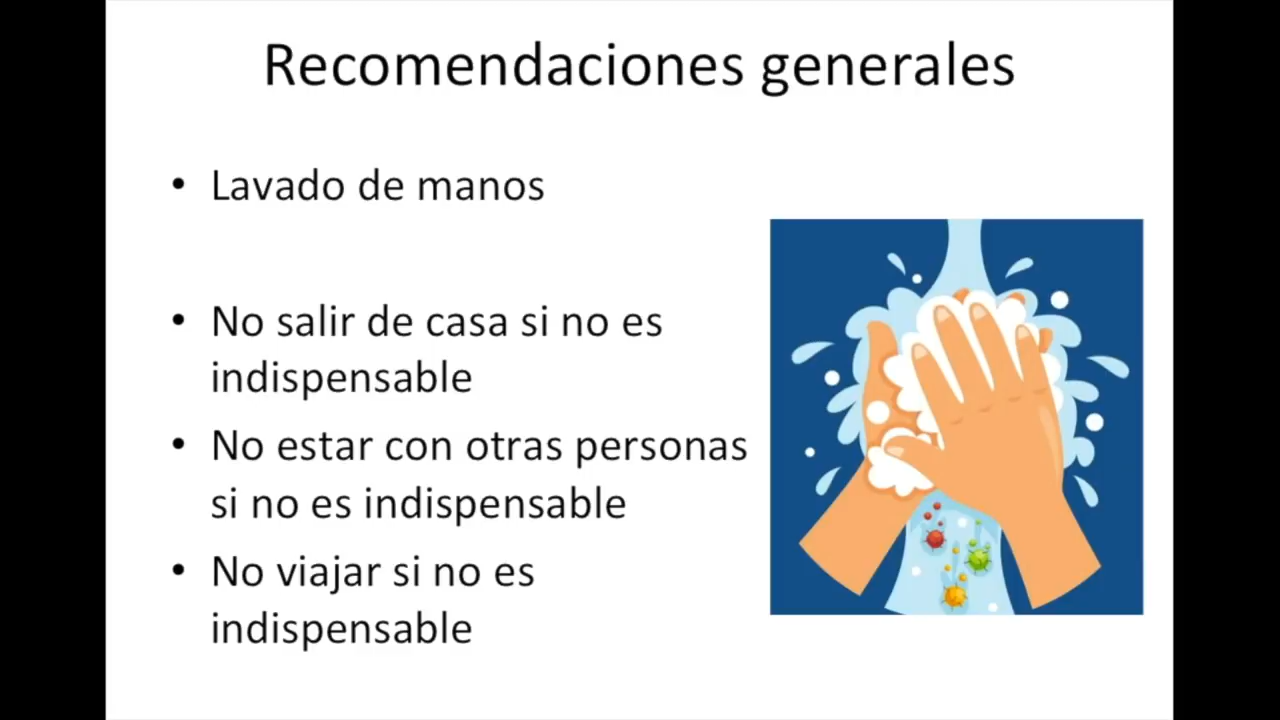 Recomendaciones generales
• Lavado de manos
• No salir de casa si no es
indispensable
• No estar con otras personas
si no es indispensable
• No viajar si no es
indispensable